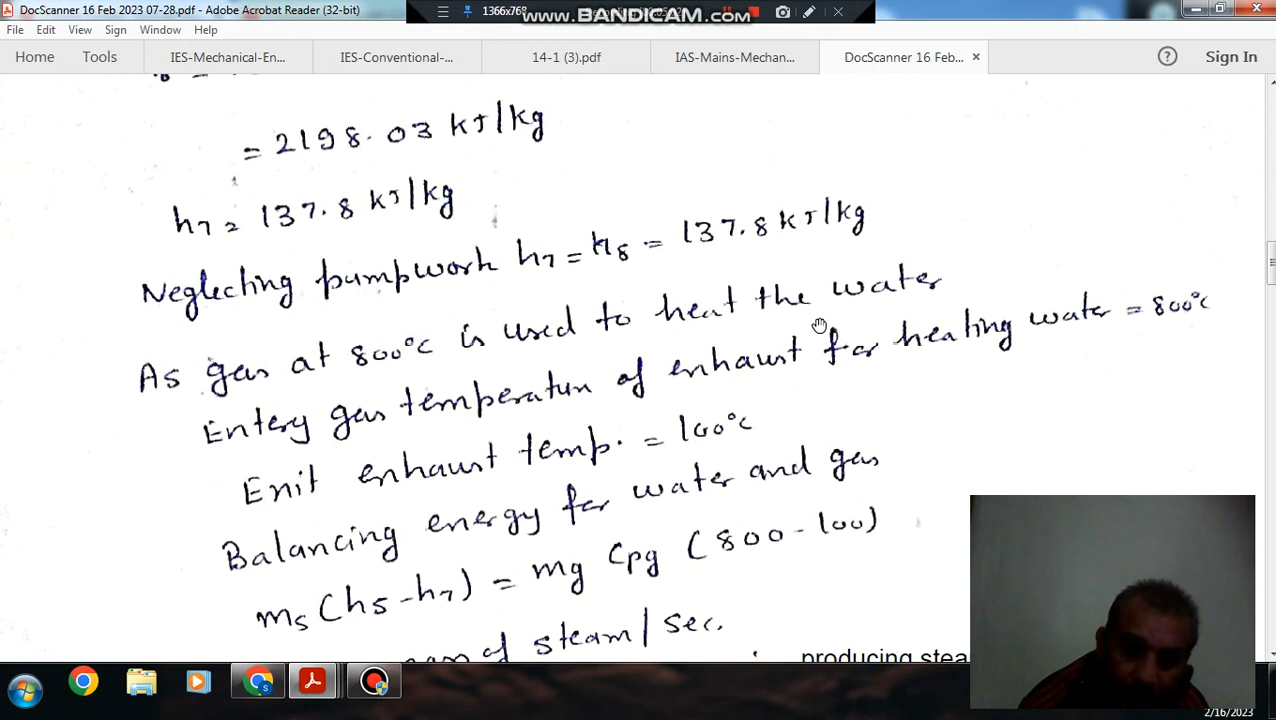 DocScanner 16 Feb 2023 07-28.pdf - Adobe Acrobat Reader (32-bit)
1366x768
www.BANDICAM.com
File Edit View Sign Window Help
Home Tools IES-Mechanical-En... IES-Conventional-... 14-1 (3).pdf IAS-Mains-Mechan... DocScanner 16 Feb... × Sign In
= 2198.03 kJ/kg
h7 = 137.8 kJ/kg
Neglecting pumpwork h7 = h8 = 137.8 kJ/kg
As gas at 800°C is used to heat the water
Entery gas temperature of exhaust for heating water = 800°C
Exit exhaust temp. = 100°C
Balancing energy for water and gas
ms (h5 - h7) = mg Cpg (800 - 100)
of steam / sec.
producing stea
2/16/2023